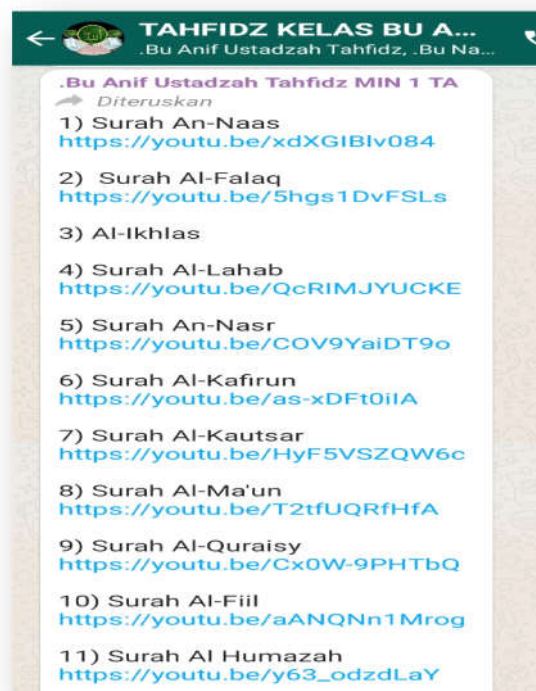 TAHFIDZ KELAS BU A...
.Bu Anif Ustadzah Tahfidz, .Bu Na...
.Bu Anif Ustadzah Tahfidz MIN 1 TA
Diteruskan
1) Surah An-Naas
https://youtu.be/xdXGIBlv084
2) Surah Al-Falaq
https://youtu.be/5hgs1DvFSLs
3) Al-Ikhlas
4) Surah Al-Lahab
https://youtu.be/QcRIMJYUCKE
5) Surah An-Nasr
https://youtu.be/COV9YaiDT9o
6) Surah Al-Kafirun
https://youtu.be/as-xDFt0iIA
7) Surah Al-Kautsar
https://youtu.be/HyF5VSZQW6c
8) Surah Al-Ma'un
https://youtu.be/T2tfUQRfHfA
9) Surah Al-Quraisy
https://youtu.be/Cx0W-9PHTbQ
10) Surah Al-Fiil
https://youtu.be/aANQNn1Mrog
11) Surah Al Humazah
https://youtu.be/y63_odzdLaY